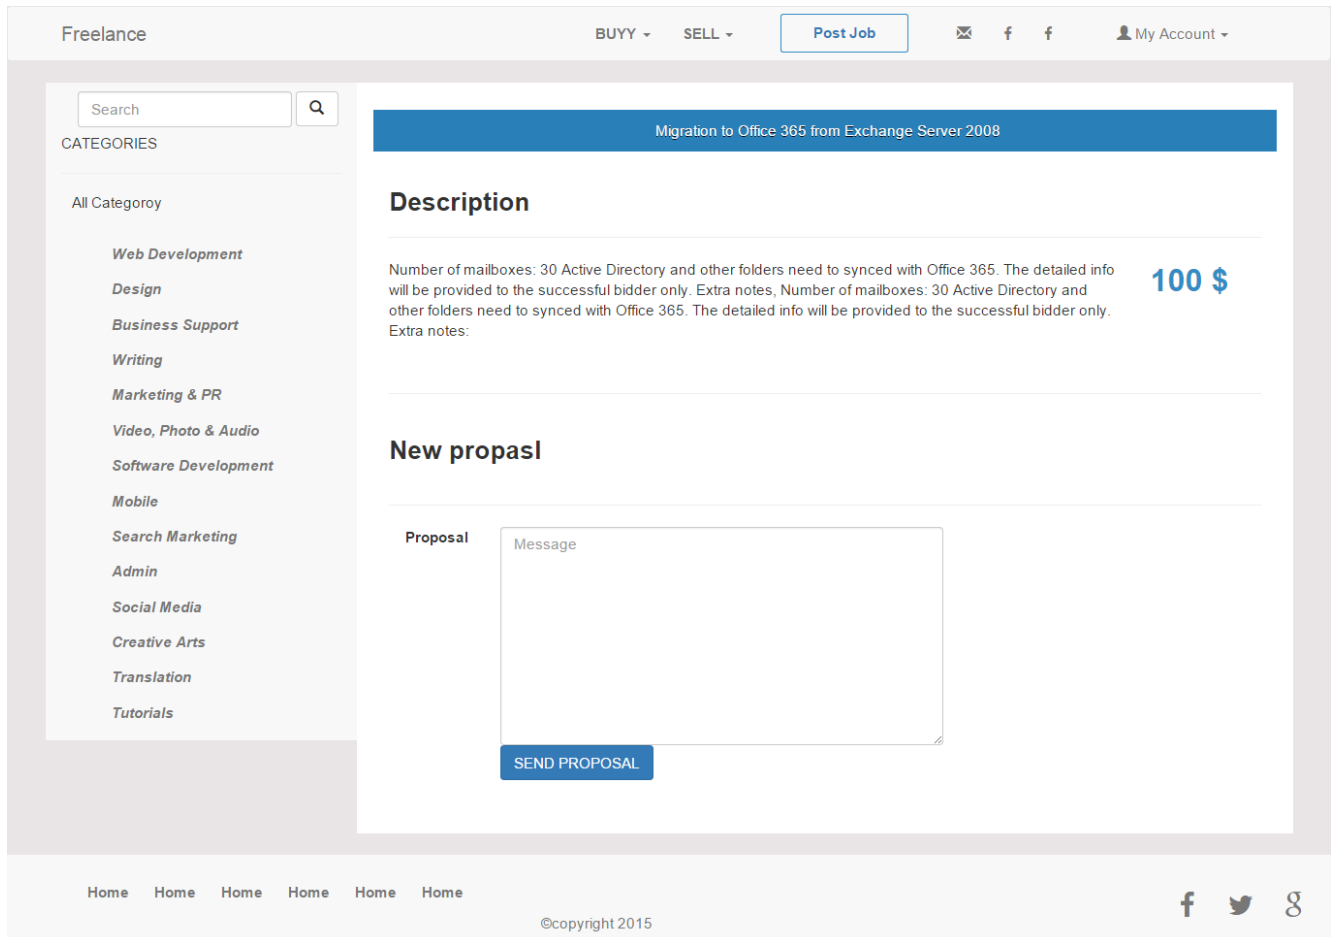 Freelance
BUYY
SELL
Post Job
My Account
Search
CATEGORIES
All Categoroy
Web Development
Design
Business Support
Writing
Marketing & PR
Video, Photo & Audio
Software Development
Mobile
Search Marketing
Admin
Social Media
Creative Arts
Translation
Tutorials
Migration to Office 365 from Exchange Server 2008
Description
Number of mailboxes: 30 Active Directory and other folders need to synced with Office 365. The detailed info
will be provided to the successful bidder only. Extra notes, Number of mailboxes: 30 Active Directory and
other folders need to synced with Office 365. The detailed info will be provided to the successful bidder only.
Extra notes:
100 $
New propasl
Proposal
Message
SEND PROPOSAL
Home Home Home Home Home Home
©copyright 2015